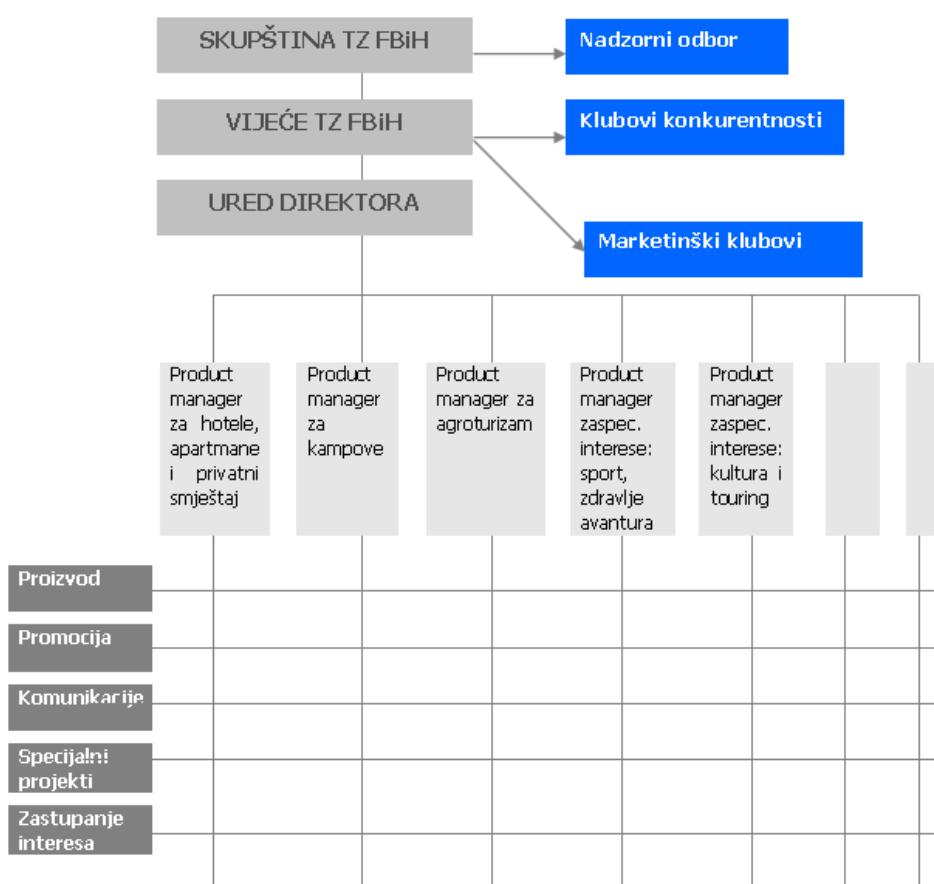 SKUPŠTINA TZ FBiH
Nadzorni odbor
VIJEĆE TZ FBiH
Klubovi konkurentnosti
URED DIREKTORA
Marketinški klubovi
Product
manager
za hotele,
apartmane
i privatni
smještaj
Product
manager
za
kampove
Product
manager za
agroturizam
Product
manager
zaspec.
interese:
sport,
zdravlje
avantura
Product
manager
zaspec.
interese:
kultura i
touring
Proizvod
Promocija
Komunikacije
Specijalni
projekti
Zastupanje
interesa